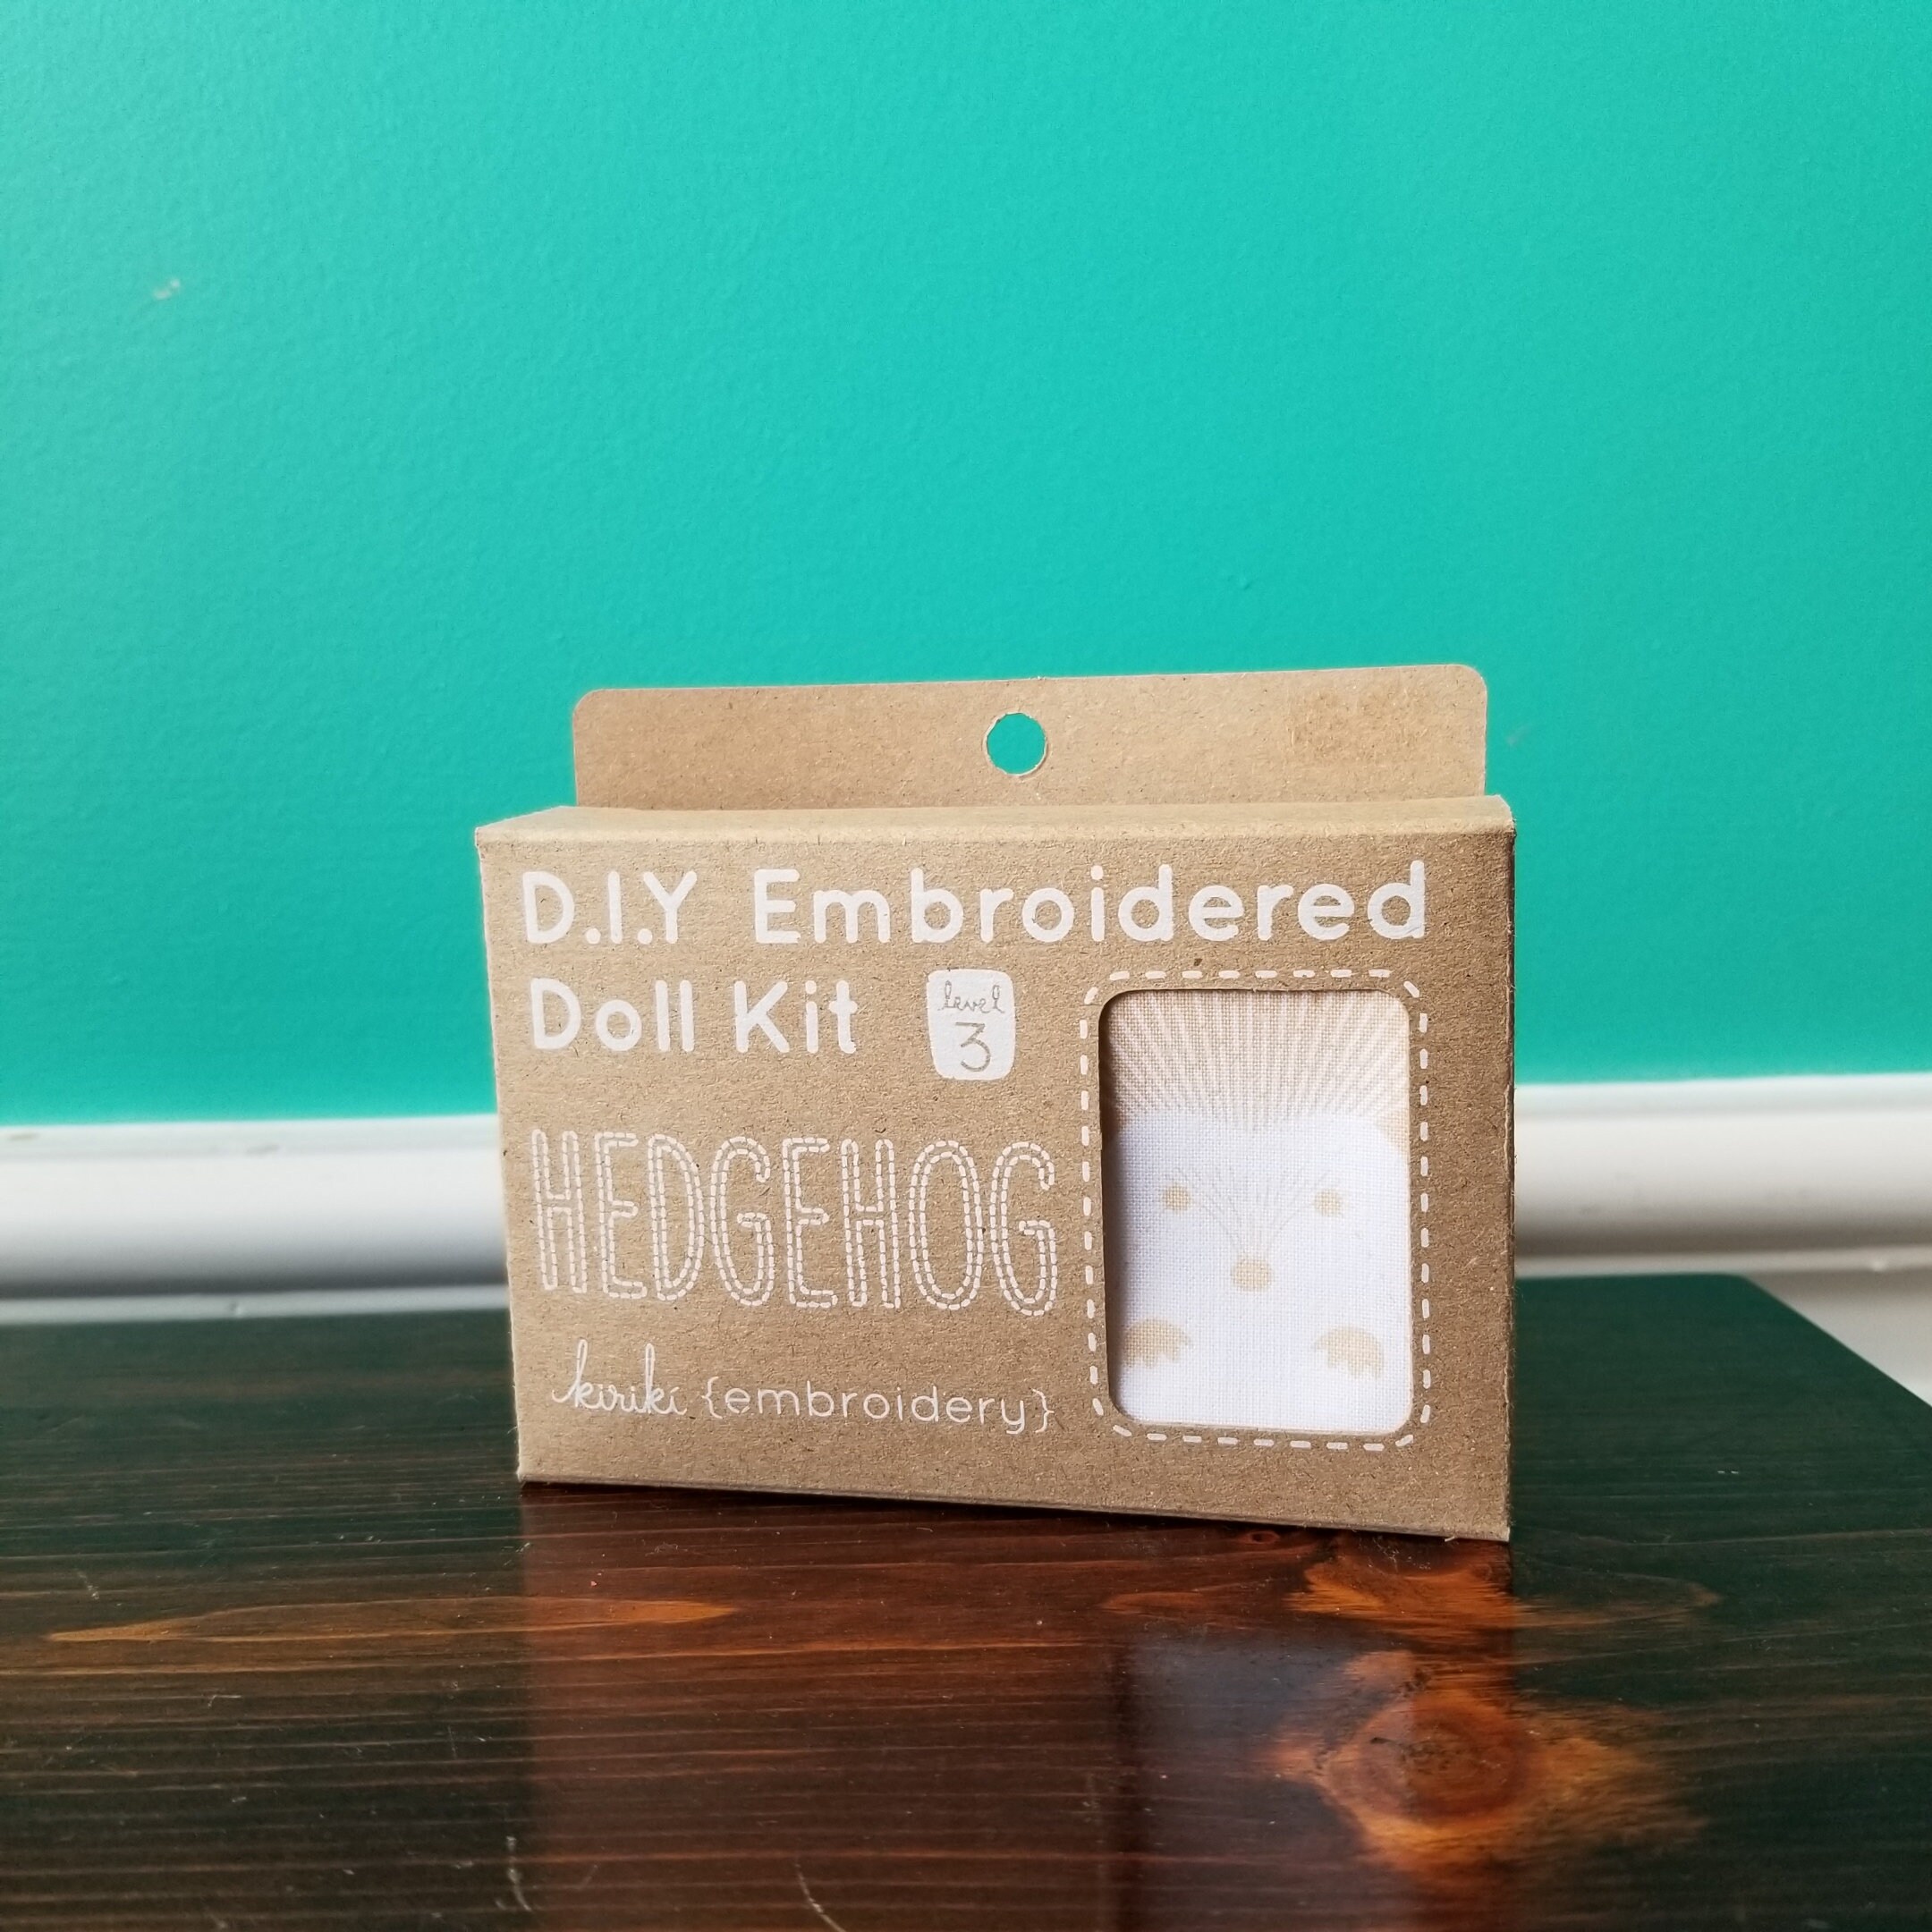 D.I.Y Embroidered
Doll Kit
level
3
HEDGEHOG
kiriki {embroidery}